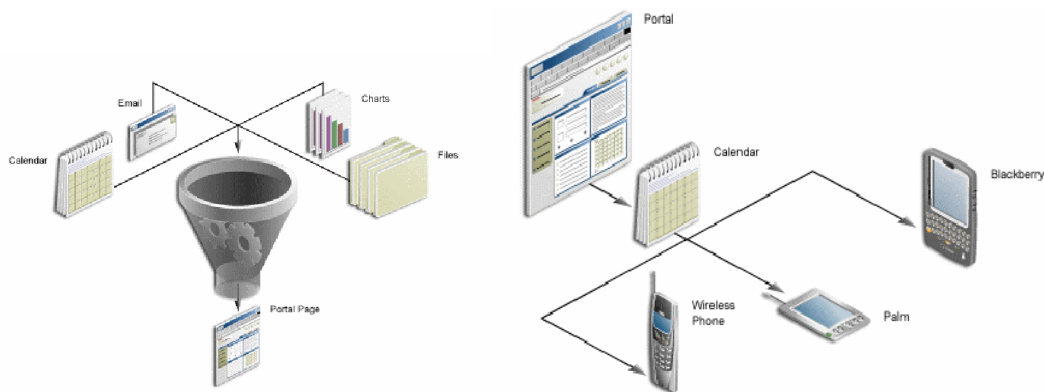 Email
Charts
Calendar
Files
Portal Page
Portal
Calendar
Blackberry
Wireless
Phone
Palm